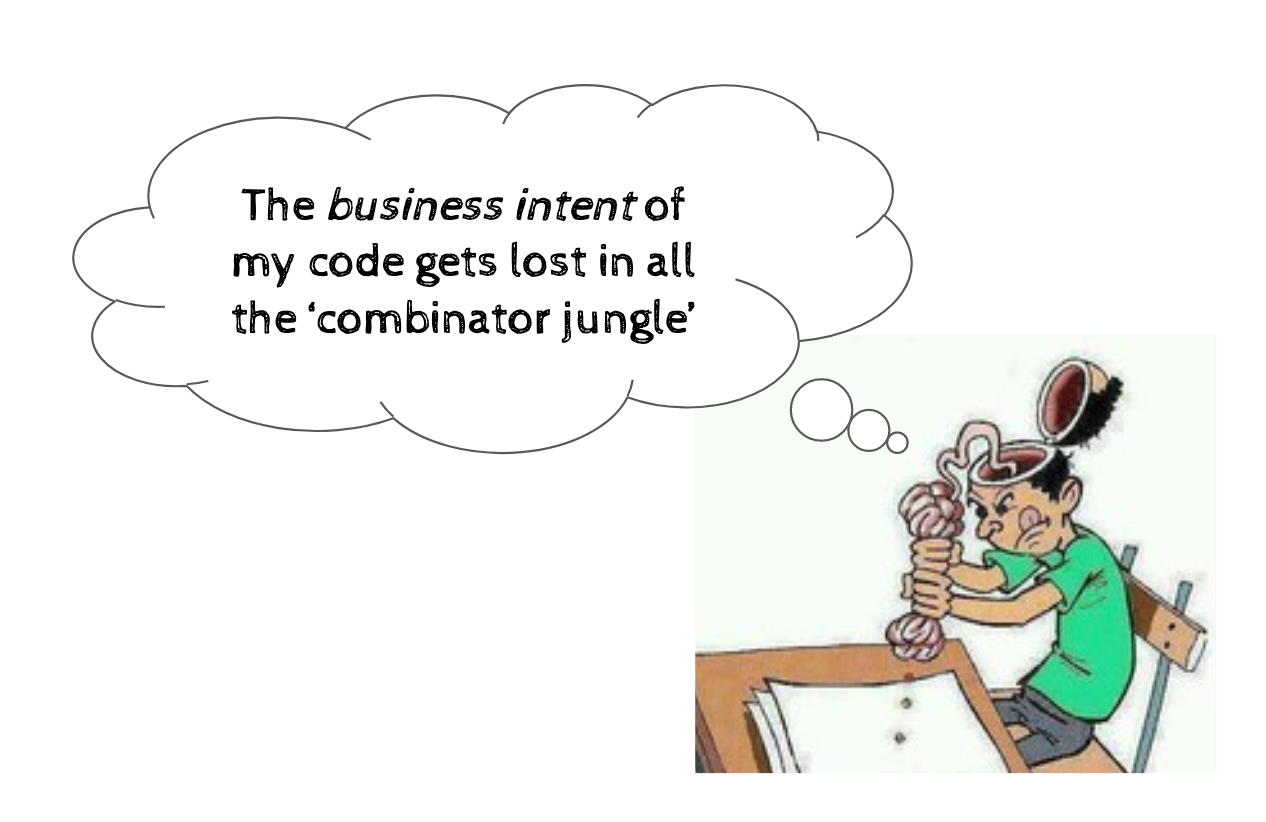 The business intent of
my code gets lost in all
the ‘combinator jungle’